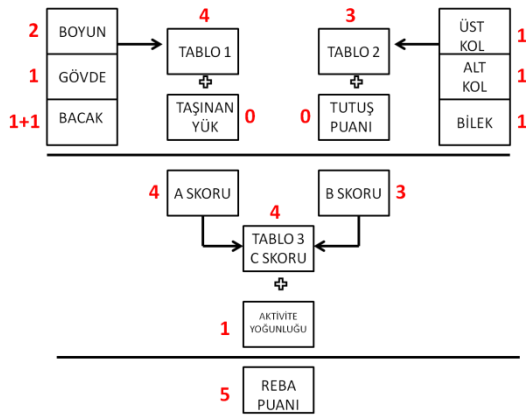 4 3
2 BOYUN TABLO 1 TABLO 2 ÜST KOL 1
1 GÖVDE ALT KOL 1
1+1 BACAK TAŞINAN YÜK 0 0 TUTUŞ PUANI BİLEK 1
4 A SKORU 4 B SKORU 3
TABLO 3
C SKORU
1 AKTİVİTE
YOĞUNLUĞU
5 REBA
PUANI